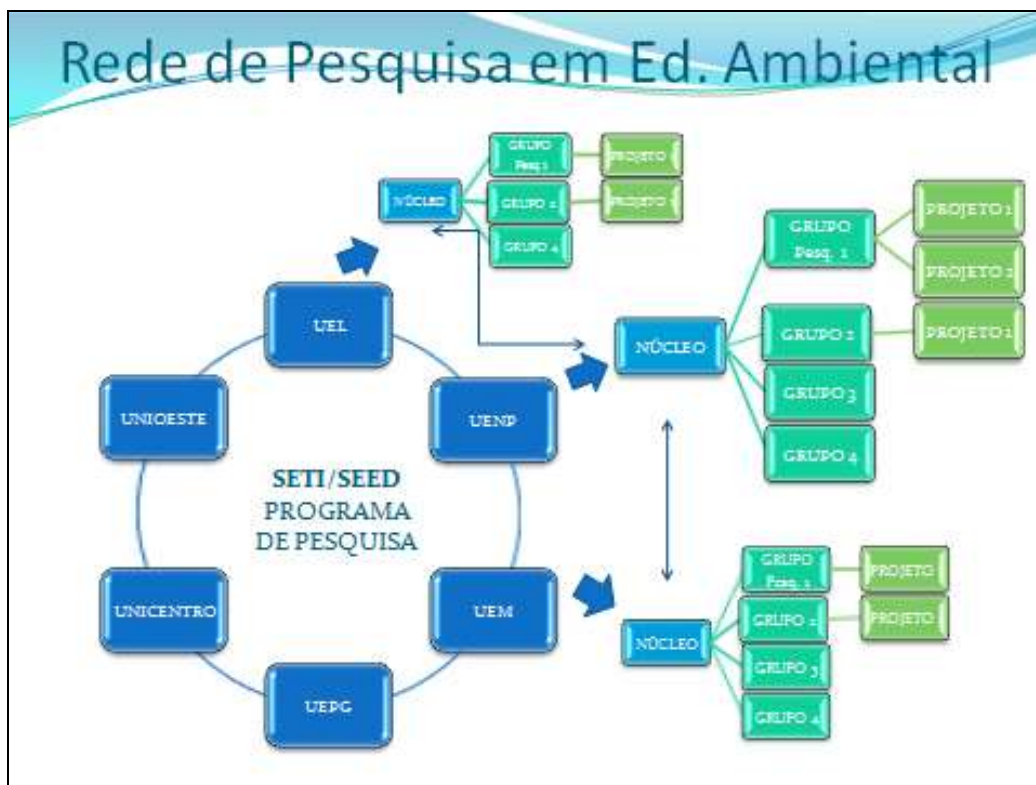 Rede de Pesquisa em Ed. Ambiental
GRUPO
Pesq 1
PROJETO
NÚCLEO
GRUPO 2
PROJETO
GRUPO 4
UEL
UENP
UNIOESTE
SETI/SEED
PROGRAMA
DE PESQUISA
UNICENTRO
UEM
UEPG
NÚCLEO
GRUPO
Pesq. 1
PROJETO 1
PROJETO 2
GRUPO 2
PROJETO 1
GRUPO 3
GRUPO 4
NÚCLEO
GRUPO
Pesq. 1
PROJETO
GRUPO 2
PROJETO
GRUPO 3
GRUPO 4